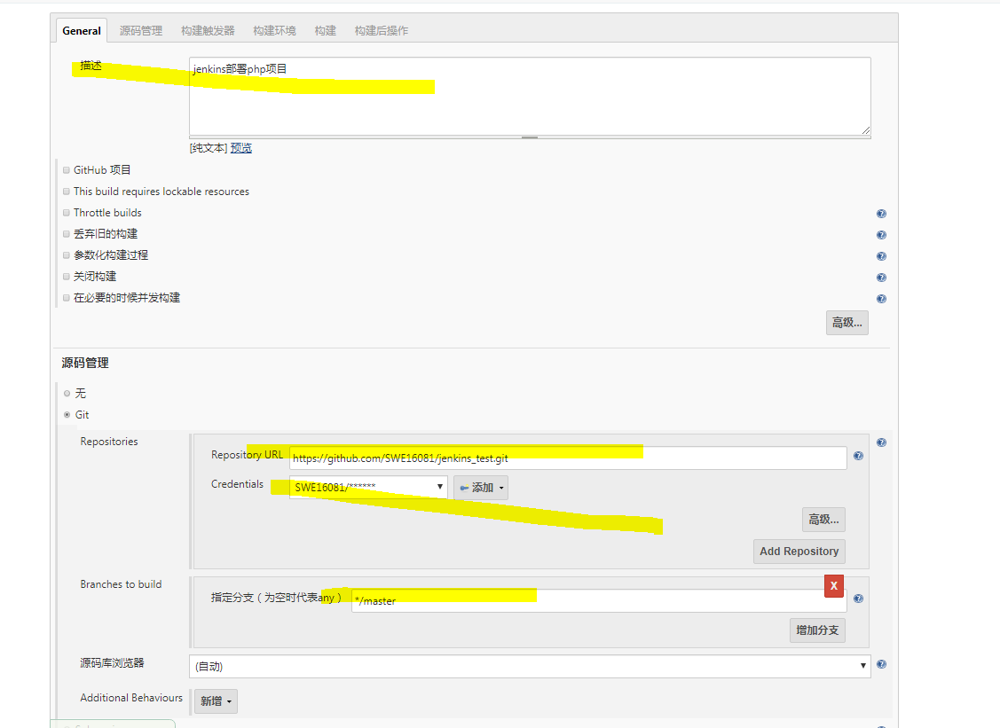 General 源码管理 构建触发器 构建环境 构建 构建后操作
描述
jenkins部署php项目
[纯文本] 预览
GitHub 项目
This build requires lockable resources
Throttle builds
丢弃旧的构建
参数化构建过程
关闭构建
在必要的时候并发构建
高级...
源码管理
无
Git
Repositories
Repository URL https://github.com/SWE16081/jenkins_test.git
Credentials SWE16081/****** 添加
高级...
Add Repository
Branches to build
X
指定分支（为空时代表any） */master
增加分支
源码库浏览器 (自动)
Additional Behaviours 新增